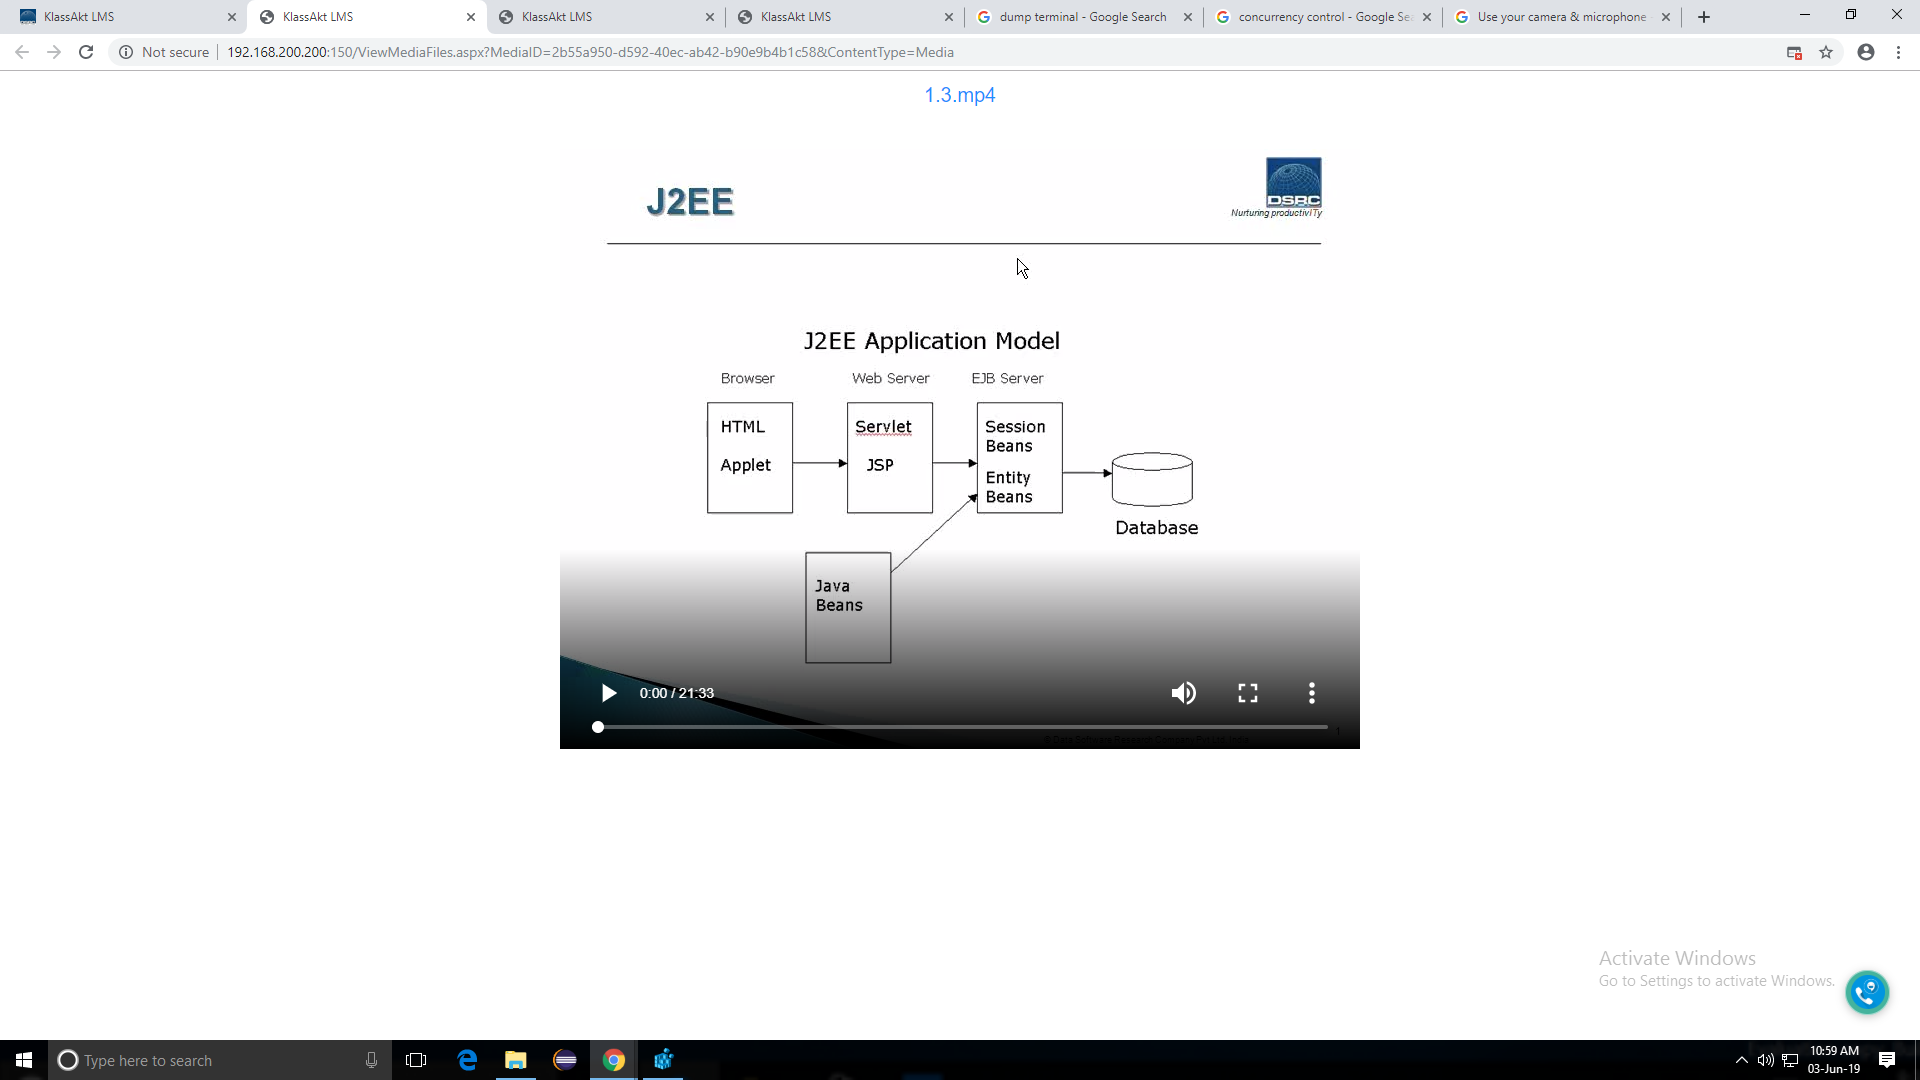 KlassAkt LMS
KlassAkt LMS
KlassAkt LMS
KlassAkt LMS
dump terminal - Google Search
concurrency control - Google Se
Use your camera & microphone
Not secure
192.168.200.200:150/ViewMediaFiles.aspx?MediaID=2b55a950-d592-40ec-ab42-b90e9b4b1c58&ContentType=Media
1.3.mp4
J2EE
DSRC
Nurturing productivITy
J2EE Application Model
Browser
Web Server
EJB Server
HTML
Applet
Servlet
JSP
Session
Beans
Entity
Beans
Database
Java
Beans
0:00 / 21:33
1
Activate Windows
Go to Settings to activate Windows.
Type here to search
10:59 AM
03-Jun-19